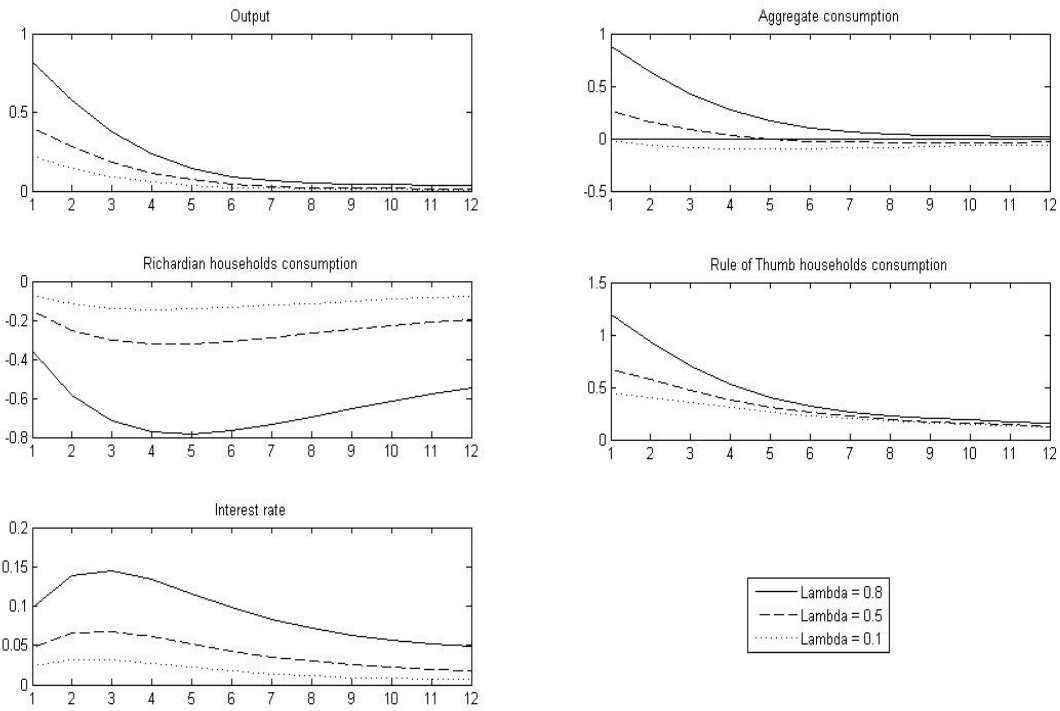 Output
1
0.5
0
1 2 3 4 5 6 7 8 9 10 11 12
Aggregate consumption
1
0.5
0
-0.5
1 2 3 4 5 6 7 8 9 10 11 12
Richardian households consumption
0
-0.2
-0.4
-0.6
-0.8
1 2 3 4 5 6 7 8 9 10 11 12
Rule of Thumb households consumption
1.5
1
0.5
0
1 2 3 4 5 6 7 8 9 10 11 12
Interest rate
0.2
0.15
0.1
0.05
0
1 2 3 4 5 6 7 8 9 10 11 12
Lambda = 0.8
Lambda = 0.5
Lambda = 0.1